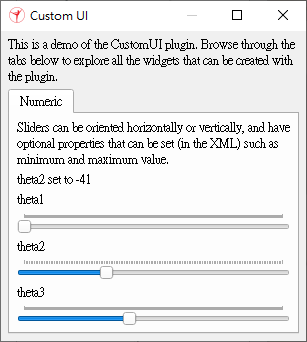 Custom UI
This is a demo of the CustomUI plugin. Browse through the
tabs below to explore all the widgets that can be created with
the plugin.
Numeric
Sliders can be oriented horizontally or vertically, and have
optional properties that can be set (in the XML) such as
minimum and maximum value.
theta2 set to -41
theta1
theta2
theta3